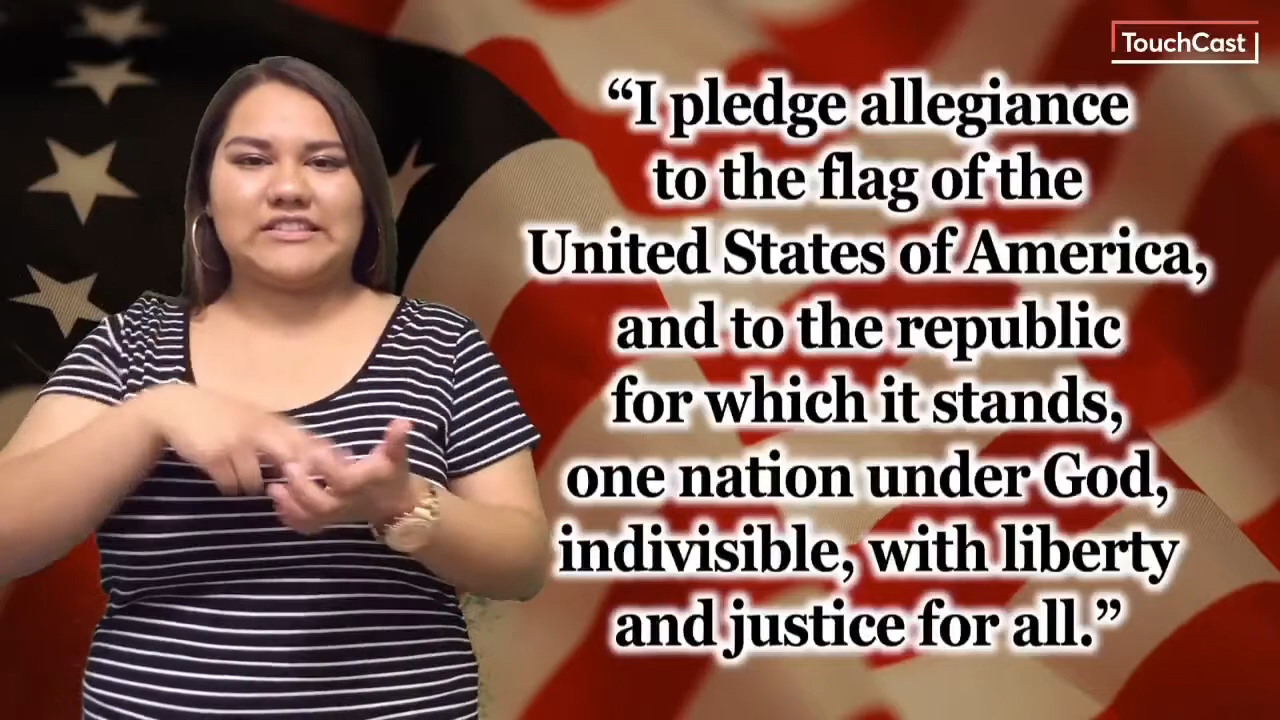 TouchCast
“I pledge allegiance
to the flag of the
United States of America,
and to the republic
for which it stands,
one nation under God,
indivisible, with liberty
and justice for all.”